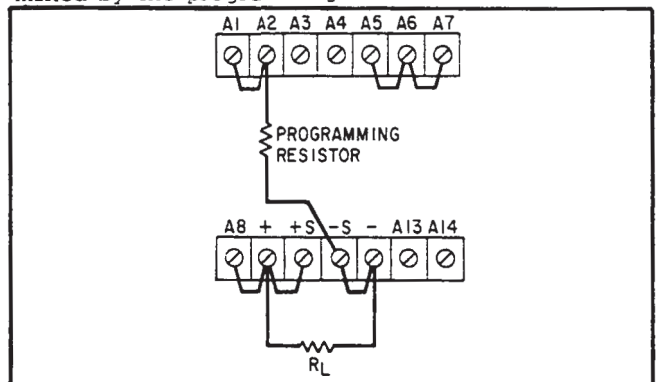 A1 A2 A3 A4 A5 A6 A7
PROGRAMMING
RESISTOR
A8 + +S -S - A13 A14
RL